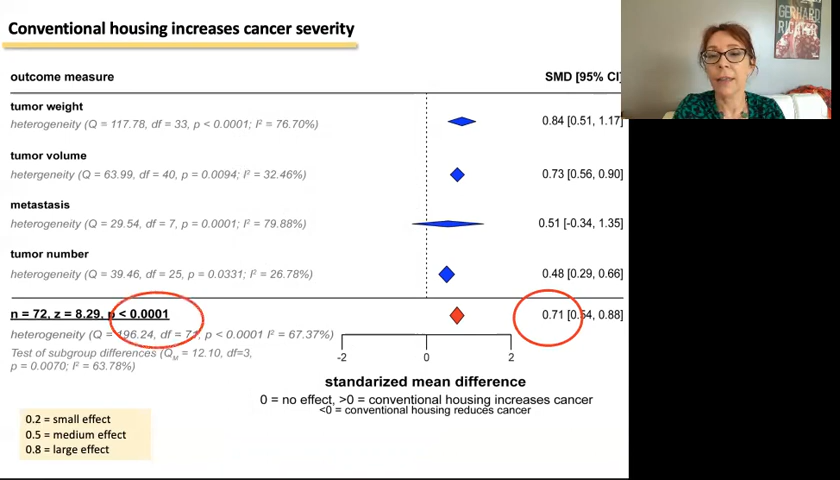 Conventional housing increases cancer severity
outcome measure SMD [95% CI]
tumor weight
heterogeneity (Q = 117.78, df = 33, p < 0.0001; I² = 76.70%) 0.84 [0.51, 1.17]
tumor volume
hetergeneity (Q = 63.99, df = 40, p = 0.0094; I² = 32.46%) 0.73 [0.56, 0.90]
metastasis
heterogeneity (Q = 29.54, df = 7, p = 0.0001; I² = 79.88%) 0.51 [-0.34, 1.35]
tumor number
heterogeneity (Q = 39.46, df = 25, p = 0.0331; I² = 26.78%) 0.48 [0.29, 0.66]
n = 72, z = 8.29, p < 0.0001 0.71 [0.54, 0.88]
heterogeneity (Q = 196.24, df = 71, p < 0.0001 I² = 67.37%)
Test of subgroup differences (Q_M = 12.10, df=3,
p = 0.0070; I² = 63.78%)
-2 0 2
standarized mean difference
0 = no effect, >0 = conventional housing increases cancer
<0 = conventional housing reduces cancer
0.2 = small effect
0.5 = medium effect
0.8 = large effect
GERHARD